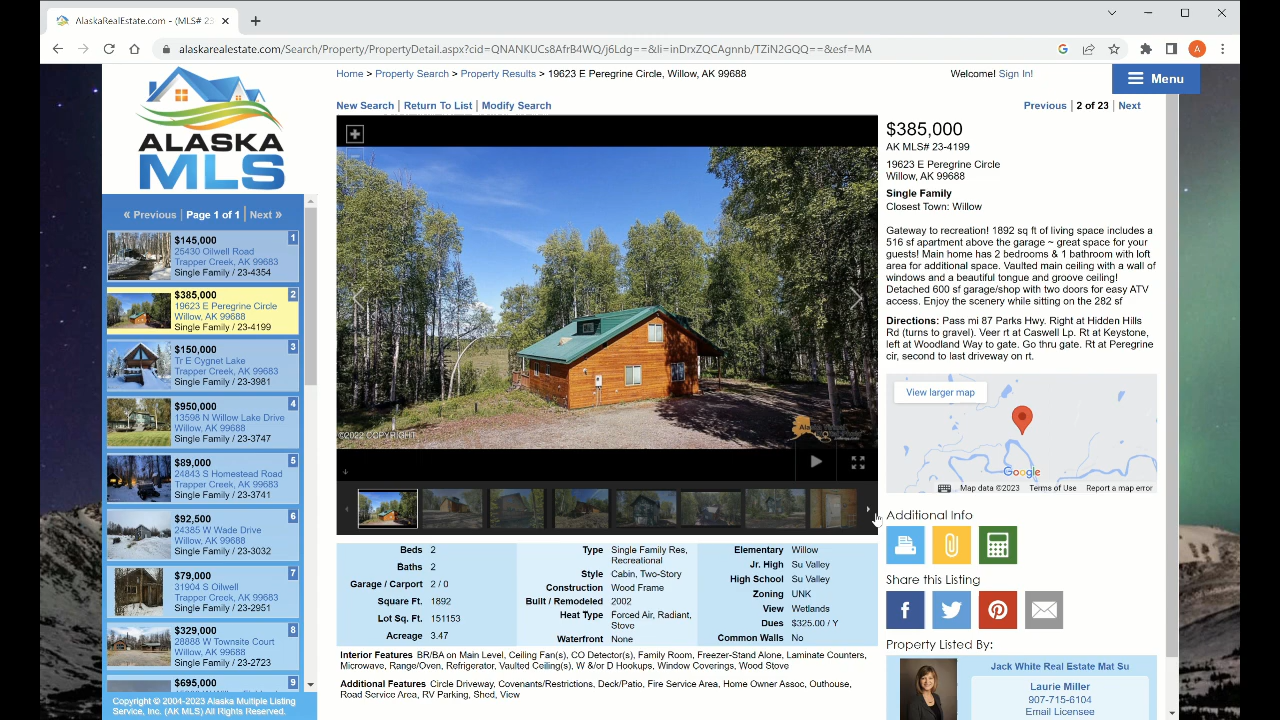 AlaskaRealEstate.com - (MLS# 23
alaskarealestate.com/Search/Property/PropertyDetail.aspx?cid=QNANKUCs8AfrB4WQ/j6Ldg==&li=inDrxZQCAgnnb/TZiN2GQQ==&esf=MA
A
Home > Property Search > Property Results > 19623 E Peregrine Circle, Willow, AK 99688
Welcome! Sign In!
Menu
New Search | Return To List | Modify Search
Previous | 2 of 23 | Next
ALASKA
MLS
« Previous | Page 1 of 1 | Next »
$145,000
1
25430 Oilwell Road
Trapper Creek, AK 99683
Single Family / 23-4354
$385,000
2
19623 E Peregrine Circle
Willow, AK 99688
Single Family / 23-4199
$150,000
3
Tr E Cygnet Lake
Trapper Creek, AK 99683
Single Family / 23-3981
$950,000
4
13598 N Willow Lake Drive
Willow, AK 99688
Single Family / 23-3747
$89,000
5
24843 S Homestead Road
Trapper Creek, AK 99683
Single Family / 23-3741
$92,500
6
24385 W Wade Drive
Willow, AK 99688
Single Family / 23-3032
$79,000
7
31904 S Oilwell
Trapper Creek, AK 99683
Single Family / 23-2951
$329,000
8
28888 W Townsite Court
Willow, AK 99688
Single Family / 23-2723
$695,000
9
Copyright © 2004-2023 Alaska Multiple Listing
Service, Inc. (AK MLS) All Rights Reserved.
©2022 COPYRIGHT
$385,000
AK MLS# 23-4199
19623 E Peregrine Circle
Willow, AK 99688
Single Family
Closest Town: Willow
Gateway to recreation! 1892 sq ft of living space includes a
516 sf apartment above the garage ~ great space for your
guests! Main home has 2 bedrooms & 1 bathroom with loft
area for additional space. Vaulted main ceiling with a wall of
windows and a beautiful tongue and groove ceiling!
Detached 600 sf garage/shop with two doors for easy ATV
access. Enjoy the scenery while sitting on the 282 sf
Directions: Pass mi 87 Parks Hwy. Right at Hidden Hills
Rd (turns to gravel). Veer rt at Caswell Lp. Rt at Keystone,
left at Woodland Way to gate. Go thru gate. Rt at Peregrine
cir, second to last driveway on rt.
View larger map
Google
Map data ©2023 Terms of Use Report a map error
Additional Info
Share this Listing
Property Listed By:
Jack White Real Estate Mat Su
Laurie Miller
907-715-6104
Email Licensee
Beds 2
Baths 2
Garage / Carport 2 / 0
Square Ft. 1892
Lot Sq. Ft. 151153
Acreage 3.47
Type Single Family Res,
Recreational
Style Cabin, Two-Story
Construction Wood Frame
Built / Remodeled 2002
Heat Type Forced Air, Radiant,
Stove
Waterfront None
Elementary Willow
Jr. High Su Valley
High School Su Valley
Zoning UNK
View Wetlands
Dues $325.00 / Y
Common Walls No
Interior Features BR/BA on Main Level, Ceiling Fan(s), CO Detector(s), Family Room, Freezer-Stand Alone, Laminate Counters,
Microwave, Range/Oven, Refrigerator, Vaulted Ceiling(s), W &/or D Hookups, Window Coverings, Wood Stove
Additional Features Circle Driveway, Covenants/Restrictions, Deck/Patio, Fire Service Area, Home Owner Assoc, Outhouse,
Road Service Area, RV Parking, Shed, View